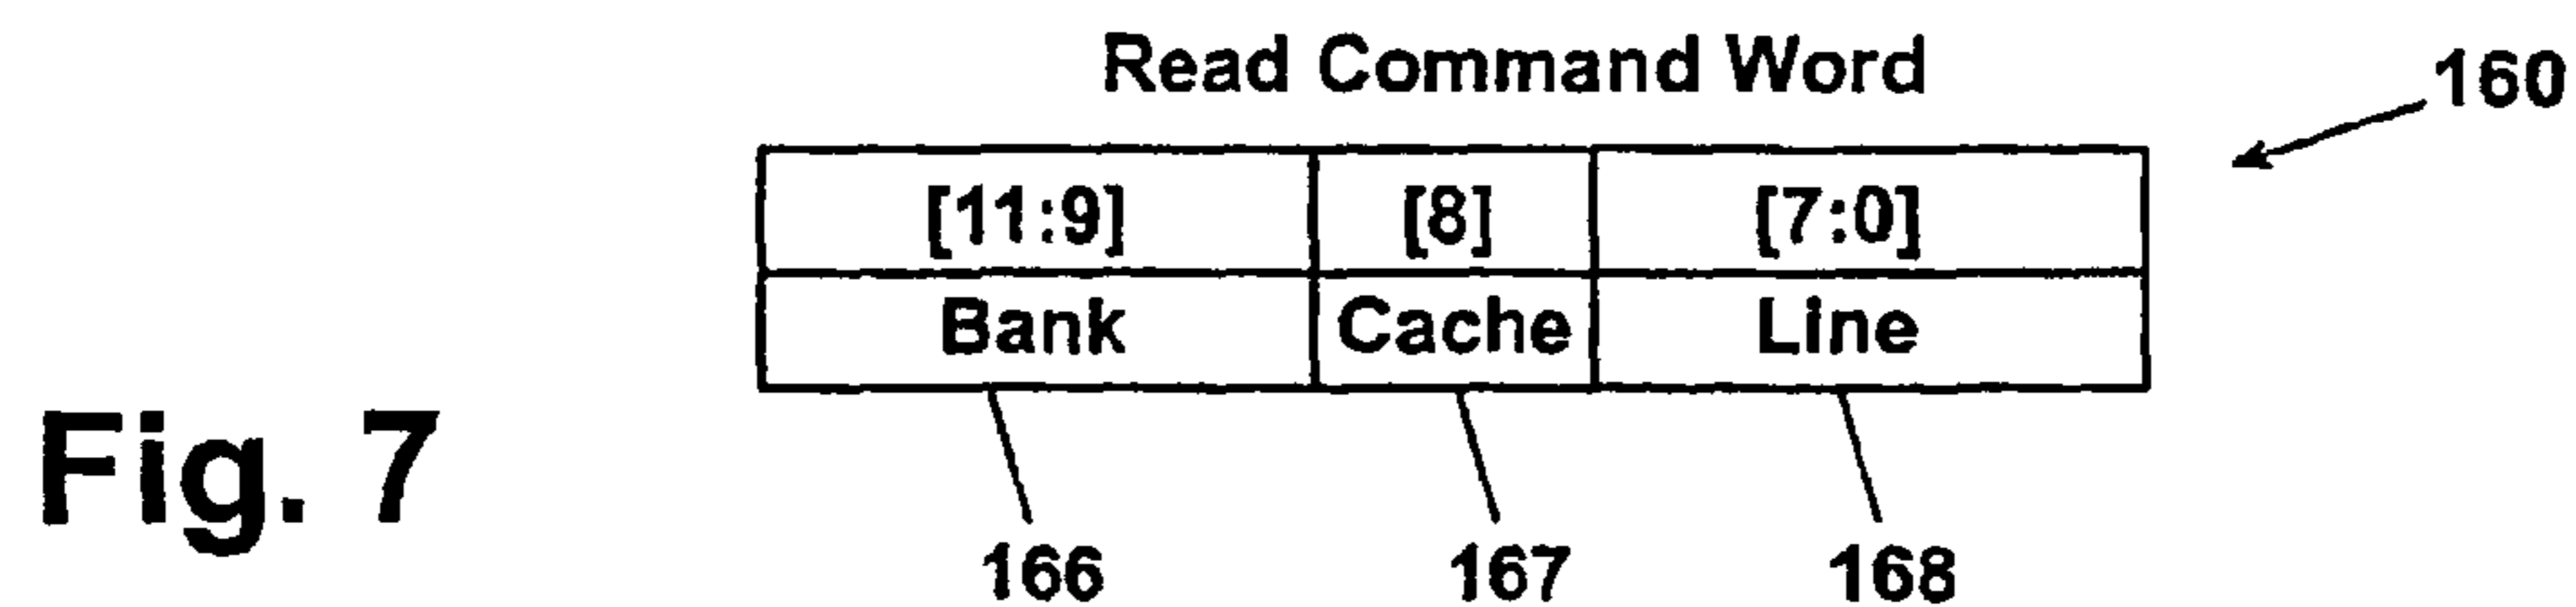 Read Command Word
160
[11:9] [8] [7:0]
Bank Cache Line
Fig. 7
166 167 168